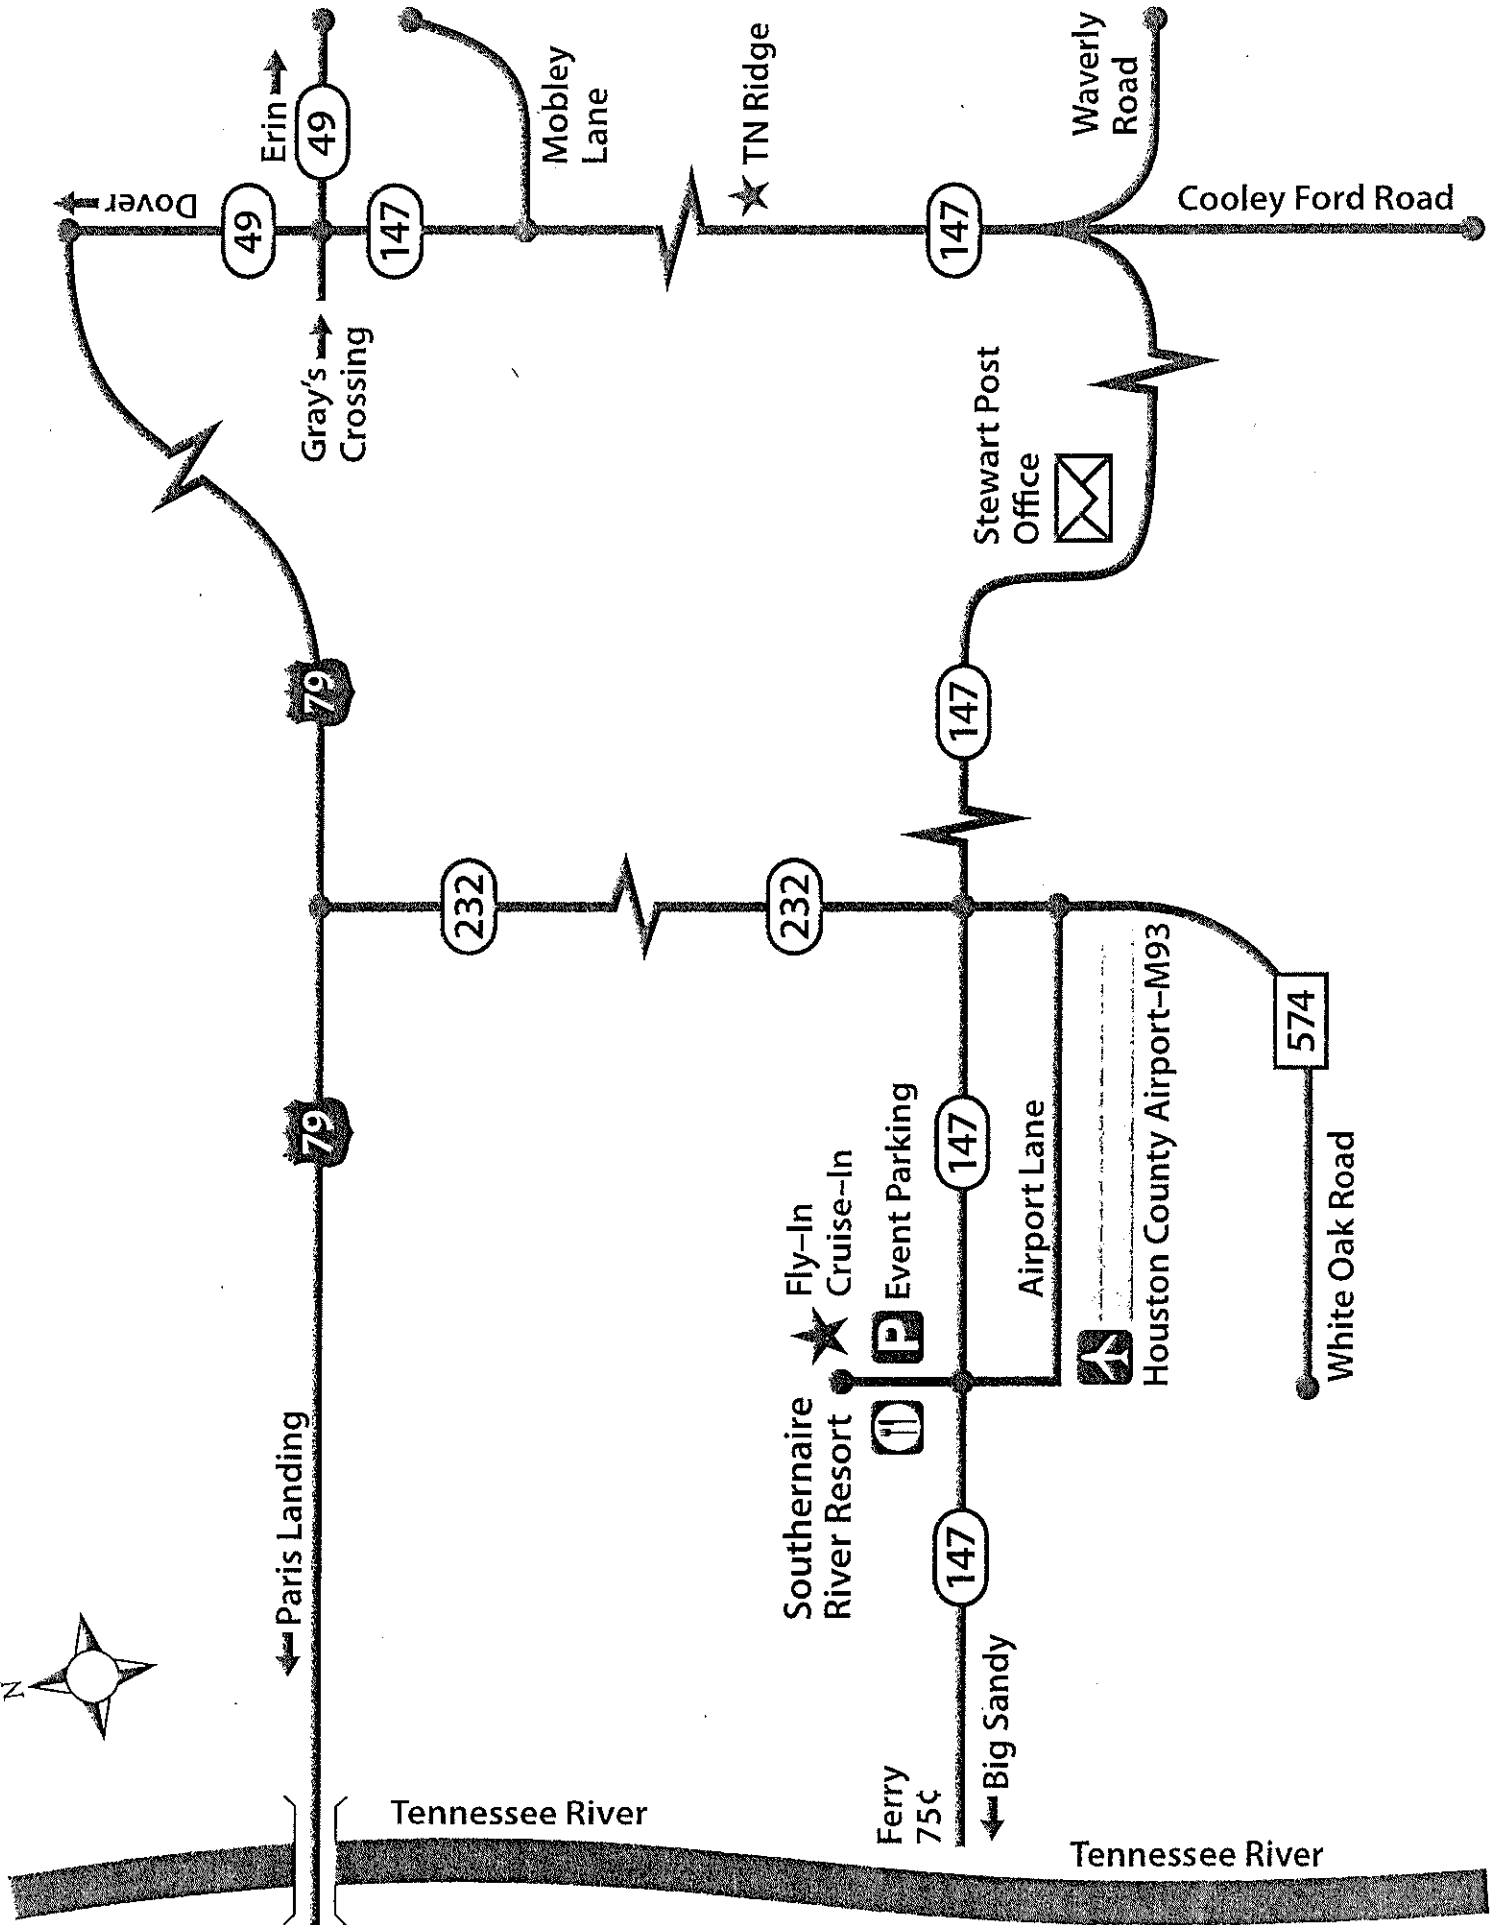 N
Paris Landing
79
79
Dover
49
Erin
49
147
Gray's
Crossing
Mobley
Lane
TN Ridge
147
Waverly
Road
Cooley Ford Road
Stewart Post
Office
147
232
232
Fly–In
Cruise–In
P Event Parking
Southernaire
River Resort
147
147
Airport Lane
Houston County Airport–M93
574
White Oak Road
Ferry
75¢
Big Sandy
Tennessee River
Tennessee River